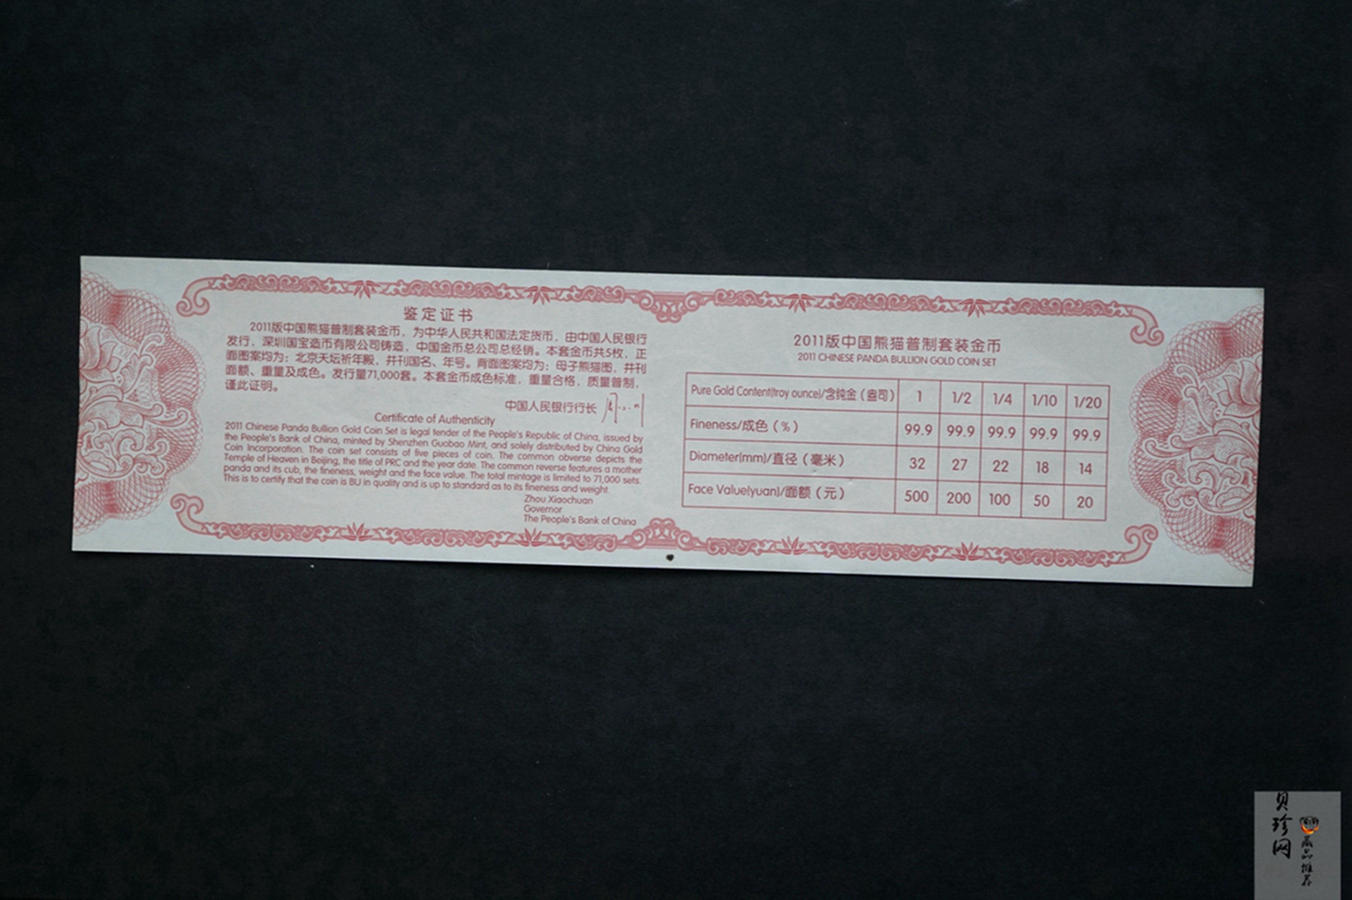 鉴定证书
2011版中国熊猫普制套装金币，为中华人民共和国法定货币，由中国人民银行
发行，深圳国宝造币有限公司铸造，中国金币总公司总经销。本套金币共5枚，正
面图案均为：北京天坛祈年殿，并刊国名、年号。背面图案均为：母子熊猫图，并刊
面额、重量及成色。发行量71,000套。本套金币成色标准，重量合格，质量普制，
谨此证明。
中国人民银行行长
Certificate of Authenticity
2011 Chinese Panda Bullion Gold Coin Set is legal tender of the People's Republic of China, issued by
the People's Bank of China, minted by Shenzhen Guobao Mint, and solely distributed by China Gold
Coin Incorporation. The coin set consists of five pieces of coin. The common obverse depicts the
Temple of Heaven in Beijing, the title of PRC and the year date. The common reverse features a mother
panda and its cub, the fineness, weight and the face value. The total mintage is limited to 71,000 sets.
This is to certify that the coin is BU in quality and is up to standard as to its fineness and weight.
Zhou Xiaochuan
Governor
The People's Bank of China
2011版中国熊猫普制套装金币
2011 CHINESE PANDA BULLION GOLD COIN SET
Pure Gold Content(troy ounce)/含纯金（盎司） 1 1/2 1/4 1/10 1/20
Fineness/成色（%） 99.9 99.9 99.9 99.9 99.9
Diameter(mm)/直径（毫米） 32 27 22 18 14
Face Value(yuan)/面额（元） 500 200 100 50 20
贝珍网
藏品推荐